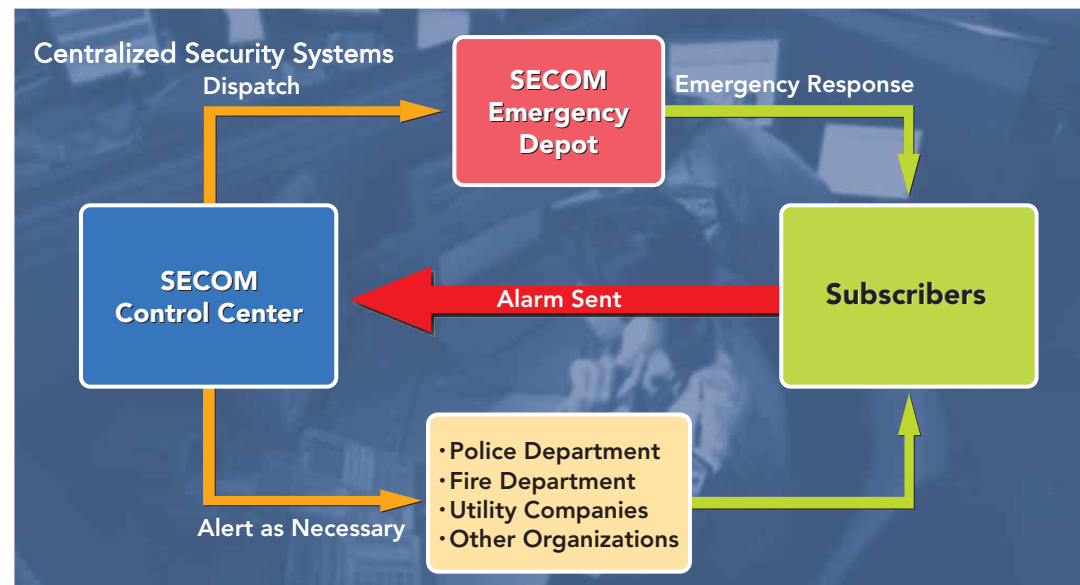 Centralized Security Systems
Dispatch
SECOM
Emergency
Depot
Emergency Response
SECOM
Control Center
Alarm Sent
Subscribers
・Police Department
・Fire Department
・Utility Companies
・Other Organizations
Alert as Necessary